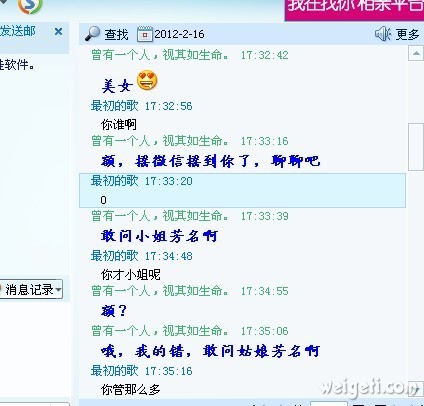 我在找你 相亲平台
发送邮
查找 2012-2-16 更多
挂软件。
曾有一个人，视其如生命。 17:32:42
美女
最初的歌 17:32:56
你谁啊
曾有一个人，视其如生命。 17:33:16
额，摇微信摇到你了，聊聊吧
最初的歌 17:33:20
O
曾有一个人，视其如生命。 17:33:39
敢问小姐芳名啊
最初的歌 17:34:48
你才小姐呢
曾有一个人，视其如生命。 17:34:55
额？
消息记录
曾有一个人，视其如生命。 17:35:06
哦，我的错，敢问姑娘芳名啊
最初的歌 17:35:16
你管那么多
weigeti.com